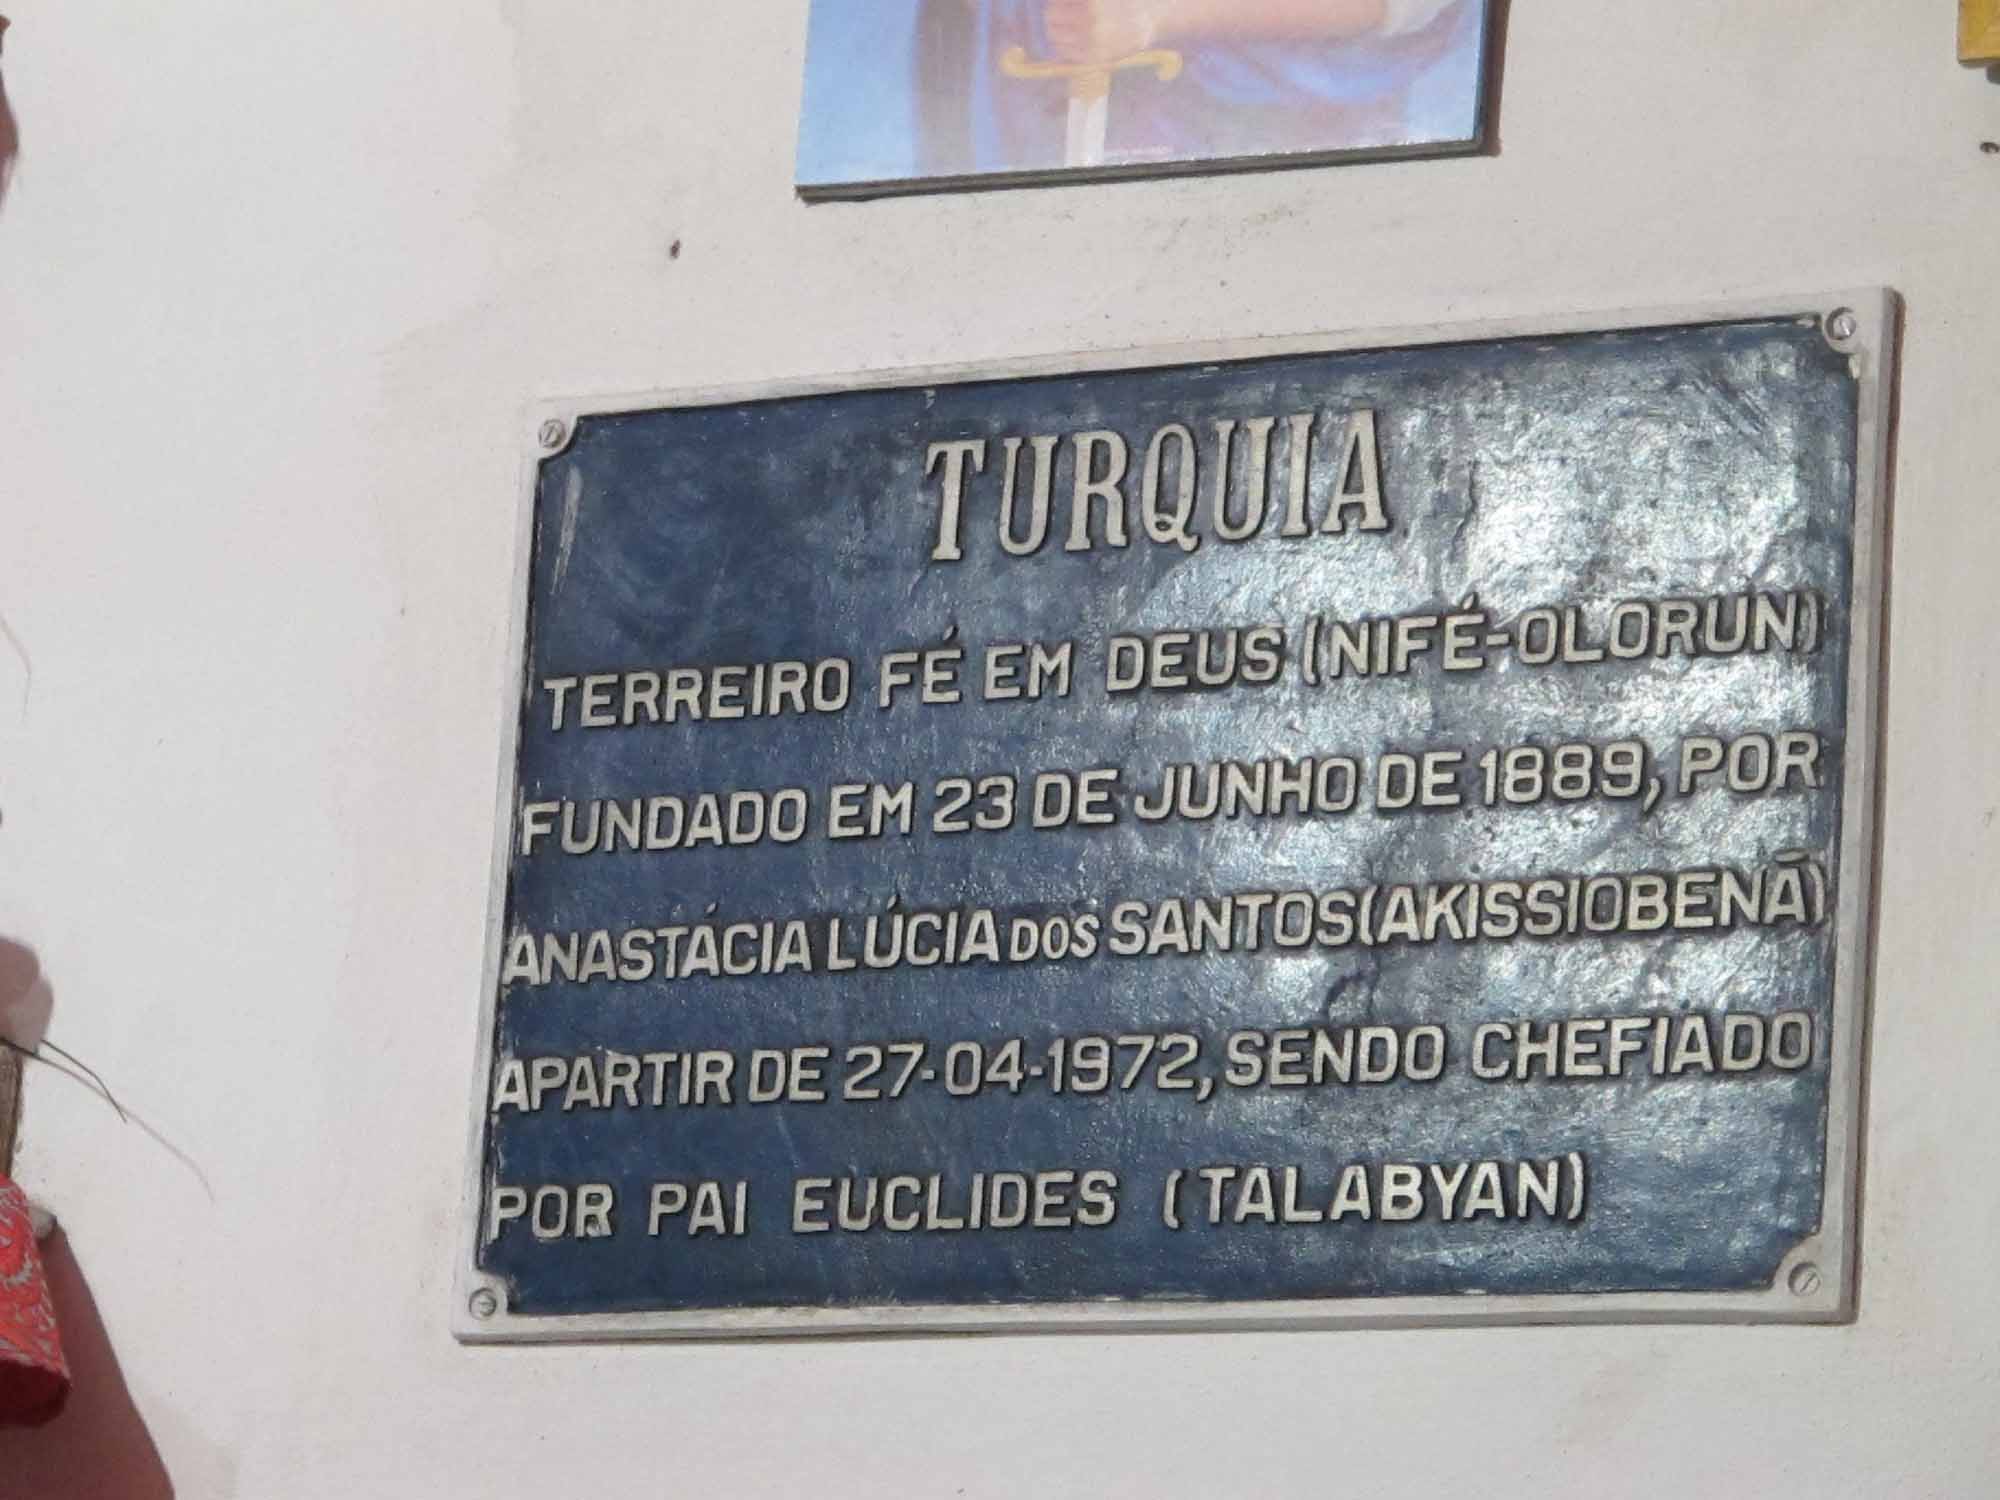 TURQUIA
TERREIRO FÉ EM DEUS (NIFÉ-OLORUN)
FUNDADO EM 23 DE JUNHO DE 1889, POR
ANASTÁCIA LÚCIA DOS SANTOS(AKISSIOBENÃ)
APARTIR DE 27-04-1972, SENDO CHEFIADO
POR PAI EUCLIDES (TALABYAN)